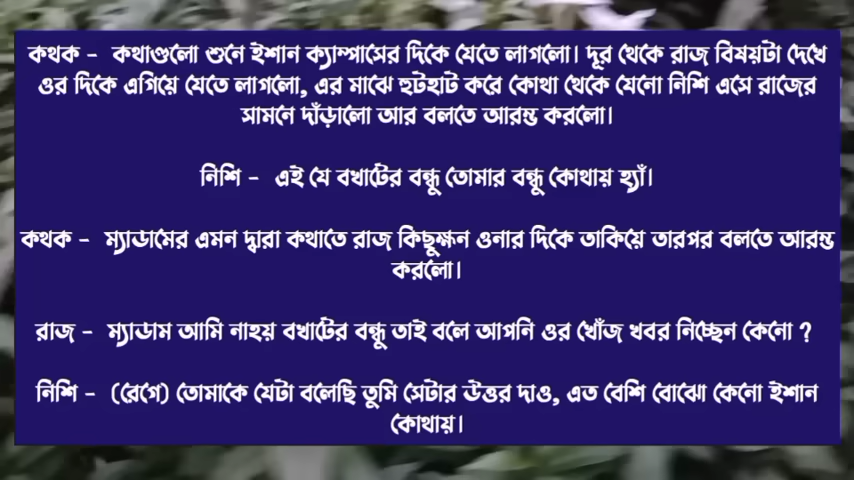 কথক - কথাগুলো শুনে ইশান ক্যাম্পাসের দিকে যেতে লাগলো। দূর থেকে রাজ বিষয়টা দেখে
ওর দিকে এগিয়ে যেতে লাগলো, এর মাঝে হুটহাট করে কোথা থেকে যেনো নিশি এসে রাজের
সামনে দাঁড়ালো আর বলতে আরম্ভ করলো।
নিশি - এই যে বখাটের বন্ধু তোমার বন্ধু কোথায় হ্যাঁ।
কথক - ম্যাডামের এমন দ্বারা কথাতে রাজ কিছুক্ষন ওনার দিকে তাকিয়ে তারপর বলতে আরম্ভ
করলো।
রাজ - ম্যাডাম আমি নাহয় বখাটের বন্ধু তাই বলে আপনি ওর খোঁজ খবর নিচ্ছেন কেনো ?
নিশি - (রেগে) তোমাকে যেটা বলেছি তুমি সেটার উত্তর দাও, এত বেশি বোঝো কেনো ইশান
কোথায়।